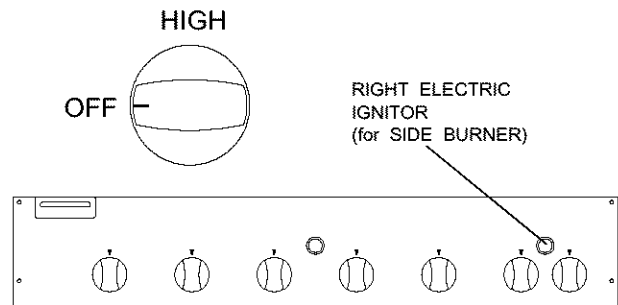 HIGH
OFF
RIGHT ELECTRIC
IGNITOR
(for SIDE BURNER)